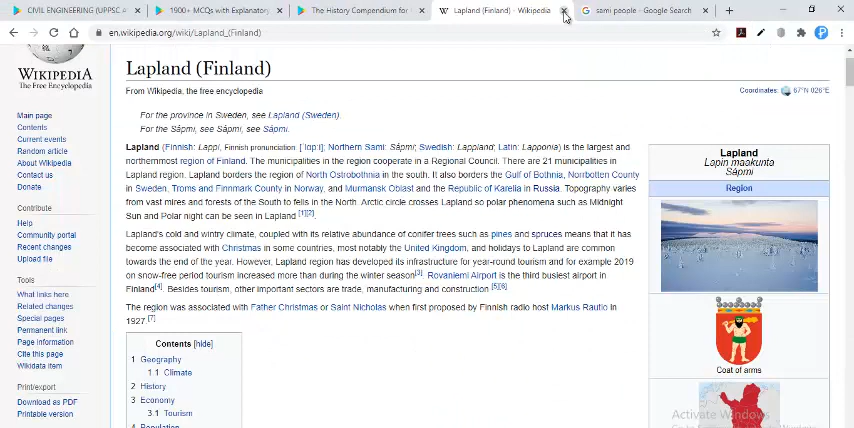 CIVIL ENGINEERING (UPPSC A
1900+ MCQs with Explanatory
The History Compendium for
Lapland (Finland) - Wikipedia
sami people - Google Search
en.wikipedia.org/wiki/Lapland_(Finland)
WIKIPEDIA
The Free Encyclopedia
Main page
Contents
Current events
Random article
About Wikipedia
Contact us
Donate
Contribute
Help
Community portal
Recent changes
Upload file
Tools
What links here
Related changes
Special pages
Permanent link
Page information
Cite this page
Wikidata item
Print/export
Download as PDF
Printable version
Lapland (Finland)
From Wikipedia, the free encyclopedia
Coordinates: 67°N 026°E
For the province in Sweden, see Lapland (Sweden).
For the Sápmi, see Sápmi.
Lapland (Finnish: Lappi, Finnish pronunciation: [ˈlɑpːi]; Northern Sami: Sápmi; Swedish: Lappland; Latin: Lapponia) is the largest and
northernmost region of Finland. The municipalities in the region cooperate in a Regional Council. There are 21 municipalities in
Lapland region. Lapland borders the region of North Ostrobothnia in the south. It also borders the Gulf of Bothnia, Norrbotten County
in Sweden, Troms and Finnmark County in Norway, and Murmansk Oblast and the Republic of Karelia in Russia. Topography varies
from vast mires and forests of the South to fells in the North. Arctic circle crosses Lapland so polar phenomena such as Midnight
Sun and Polar night can be seen in Lapland [1][2].
Lapland's cold and wintry climate, coupled with its relative abundance of conifer trees such as pines and spruces means that it has
become associated with Christmas in some countries, most notably the United Kingdom, and holidays to Lapland are common
towards the end of the year. However, Lapland region has developed its infrastructure for year-round tourism and for example 2019
on snow-free period tourism increased more than during the winter season[3]. Rovaniemi Airport is the third busiest airport in
Finland[4]. Besides tourism, other important sectors are trade, manufacturing and construction [5][6]
The region was associated with Father Christmas or Saint Nicholas when first proposed by Finnish radio host Markus Rautio in
1927.[7]
Contents [hide]
1 Geography
1.1 Climate
2 History
3 Economy
3.1 Tourism
4 Population
Lapland
Lapin maakunta
Sápmi
Region
Coat of arms
Activate Windows